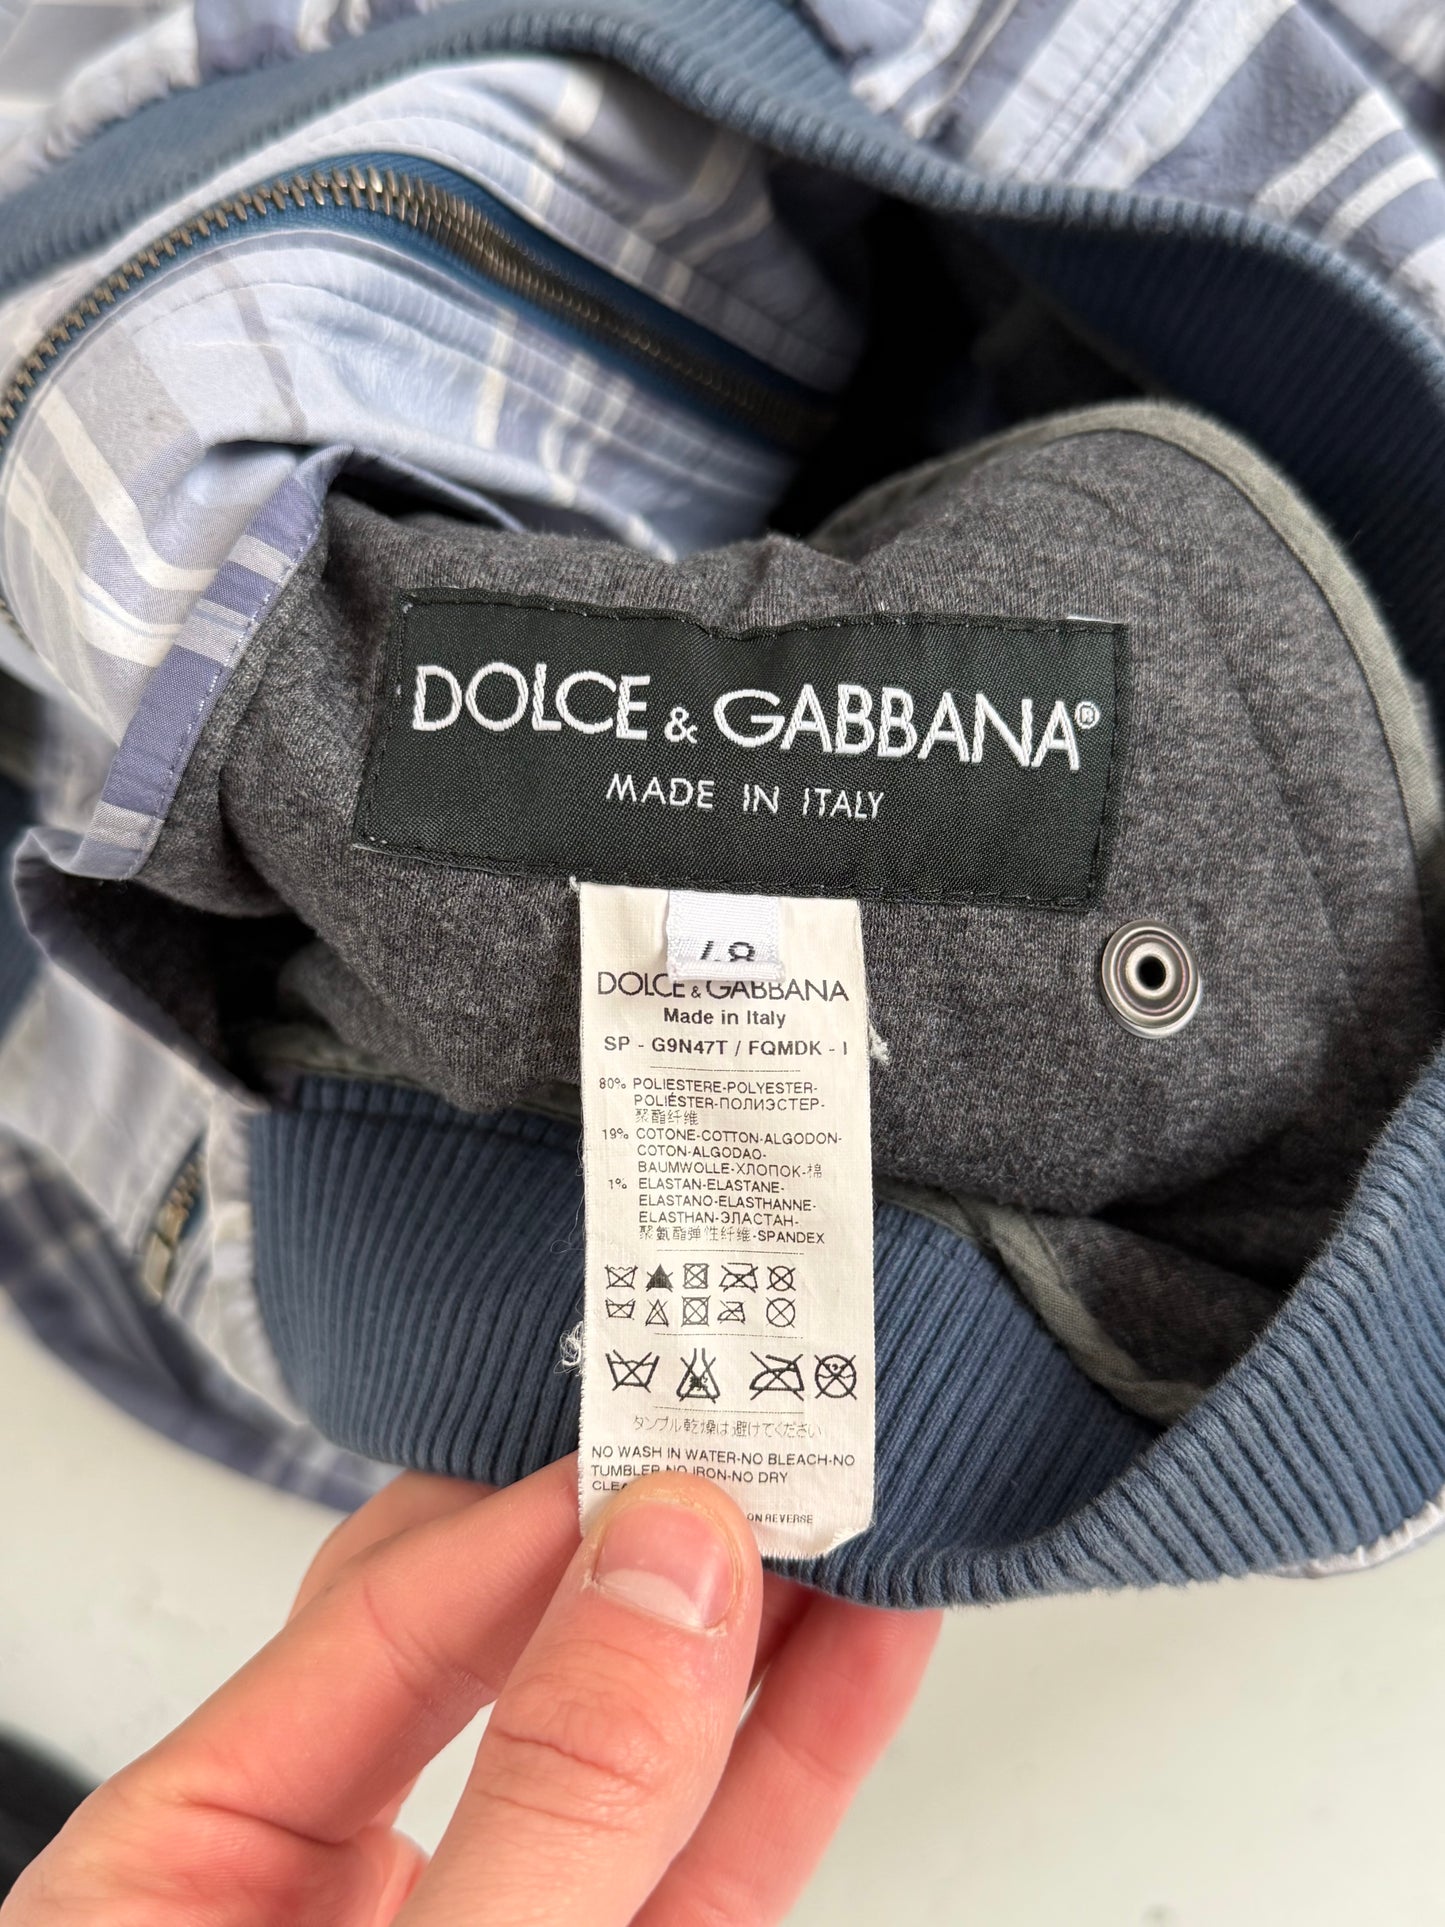 DOLCE & GABBANA®
MADE IN ITALY
48
DOLCE & GABBANA
Made in Italy
SP - G9N47T / FQMDK - I
80% POLIESTERE-POLYESTER-
POLIÉSTER-ПОЛИЭСТЕР-
聚酯纤维
19% COTONE-COTTON-ALGODON-
COTON-ALGODAO-
BAUMWOLLE-ХЛОПОК-棉
1% ELASTAN-ELASTANE-
ELASTANO-ELASTHANNE-
ELASTHAN-ЭЛАСТАН-
聚氨酯弹性纤维-SPANDEX
タンブル乾燥は避けてください
NO WASH IN WATER-NO BLEACH-NO
TUMBLER NO IRON-NO DRY
CLE
ON REVERSE